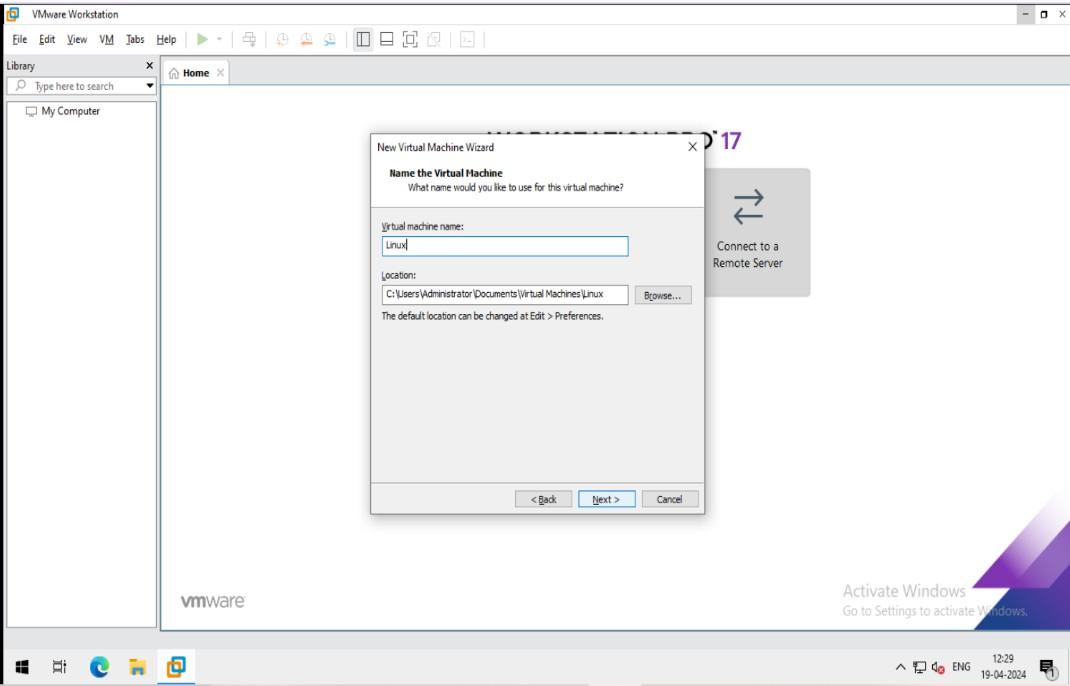 VMware Workstation
File Edit View VM Tabs Help
Library
Type here to search
My Computer
Home
17
New Virtual Machine Wizard
Name the Virtual Machine
What name would you like to use for this virtual machine?
Virtual machine name:
Linux
Location:
C:\Users\Administrator\Documents\Virtual Machines\Linux
Browse...
The default location can be changed at Edit > Preferences.
< Back Next > Cancel
Connect to a
Remote Server
vmware
Activate Windows
Go to Settings to activate Windows.
ENG
12:29
19-04-2024
1